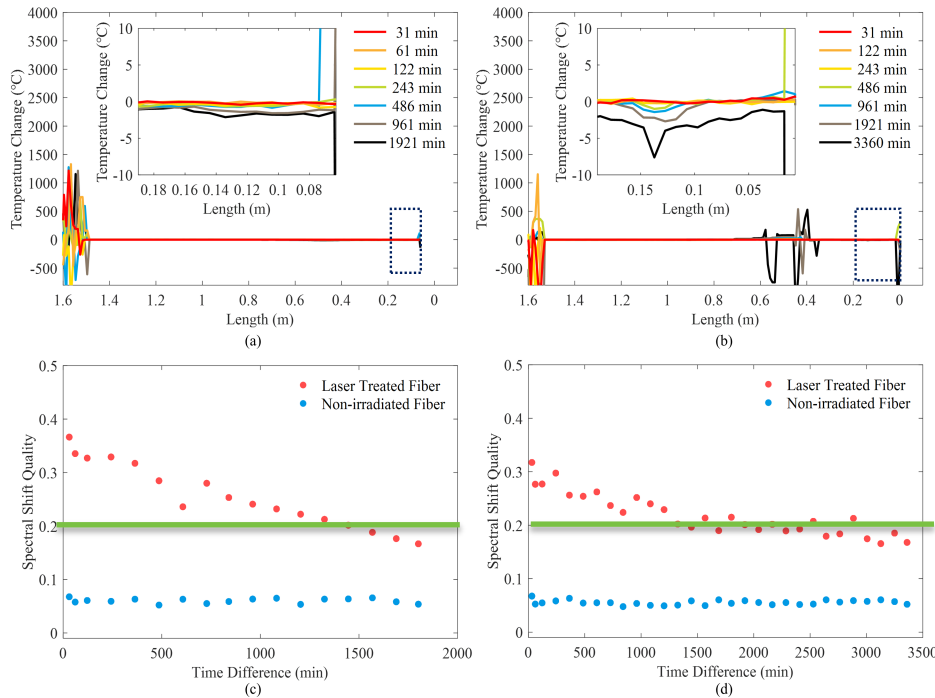 4000
3500
3000
2500
2000
1500
1000
500
0
-500
Temperature Change (°C)
1.6 1.4 1.2 1 0.8 0.6 0.4 0.2 0
Length (m)
(a)
10
5
0
-5
-10
Temperature Change (°C)
0.18 0.16 0.14 0.12 0.1 0.08
Length (m)
31 min
61 min
122 min
243 min
486 min
961 min
1921 min
4000
3500
3000
2500
2000
1500
1000
500
0
-500
Temperature Change (°C)
1.6 1.4 1.2 1 0.8 0.6 0.4 0.2 0
Length (m)
(b)
10
5
0
-5
-10
Temperature Change (°C)
0.15 0.1 0.05
Length (m)
31 min
122 min
243 min
486 min
961 min
1921 min
3360 min
0.5
0.4
0.3
0.2
0.1
0
Spectral Shift Quality
Laser Treated Fiber
Non-irradiated Fiber
0 500 1000 1500 2000
Time Difference (min)
(c)
0.5
0.4
0.3
0.2
0.1
0
Spectral Shift Quality
Laser Treated Fiber
Non-irradiated Fiber
0 500 1000 1500 2000 2500 3000 3500
Time Difference (min)
(d)